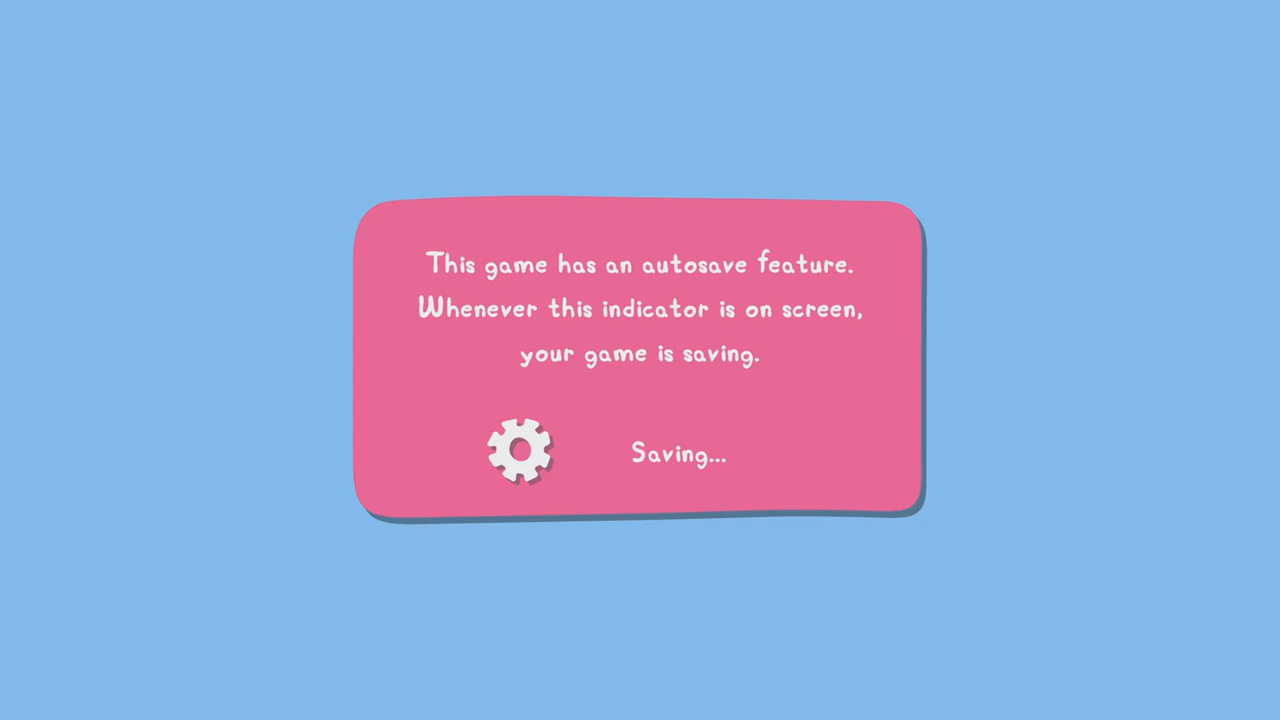 This game has an autosave feature.
Whenever this indicator is on screen,
your game is saving.
Saving...